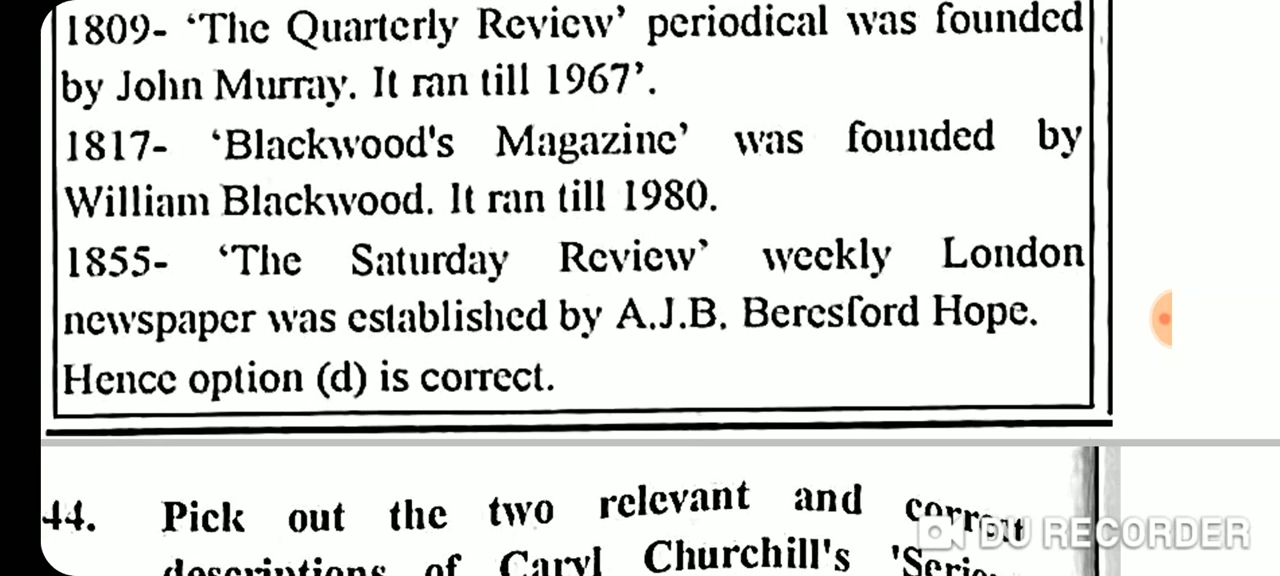 1809- ‘The Quarterly Review’ periodical was founded
by John Murray. It ran till 1967’.
1817- ‘Blackwood's Magazine’ was founded by
William Blackwood. It ran till 1980.
1855- ‘The Saturday Review’ weekly London
newspaper was established by A.J.B. Beresford Hope.
Hence option (d) is correct.
44. Pick out the two relevant and correct
descriptions of Caryl Churchill's
DU RECORDER